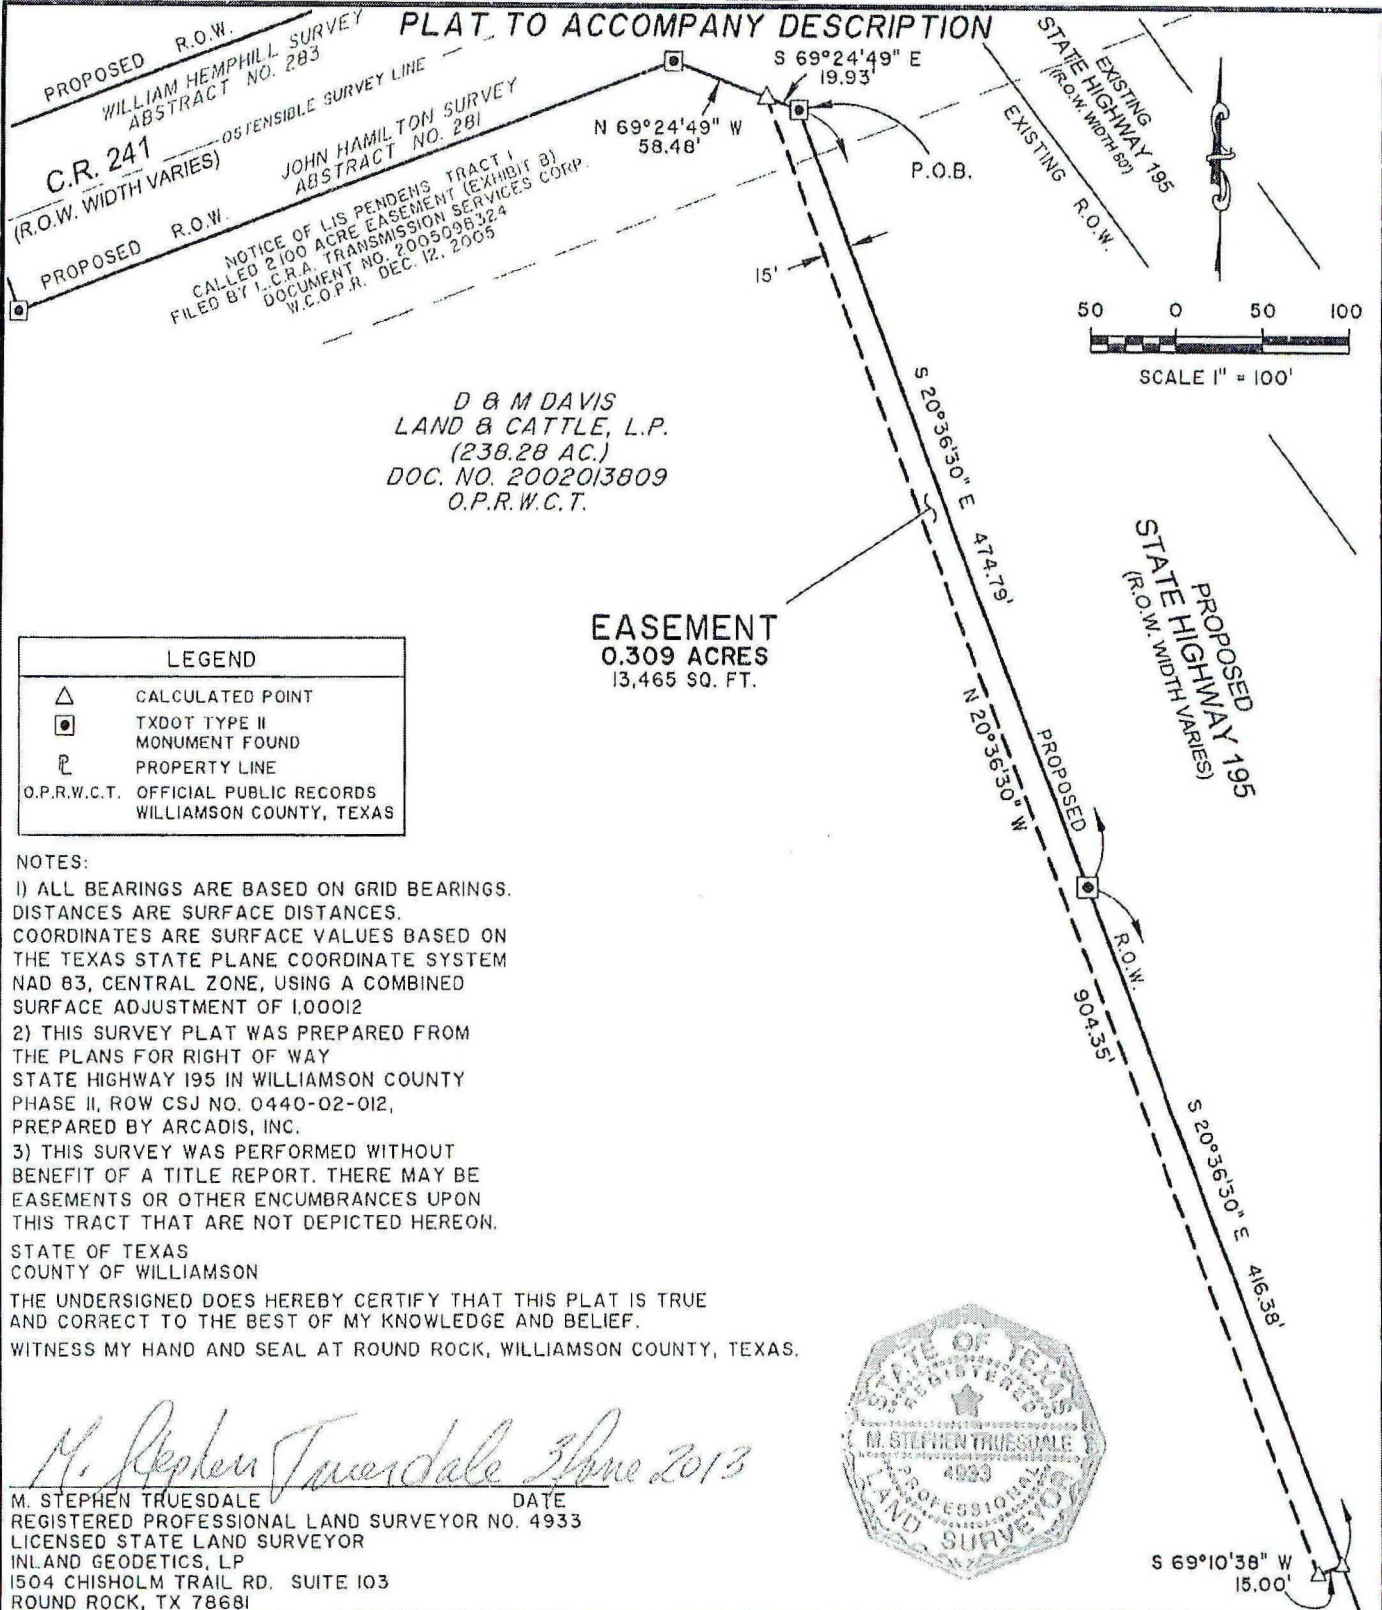 PLAT TO ACCOMPANY DESCRIPTION
PROPOSED R.O.W.
WILLIAM HEMPHILL SURVEY
ABSTRACT NO. 283
C.R. 241
(R.O.W. WIDTH VARIES)
OSTENSIBLE SURVEY LINE
JOHN HAMILTON SURVEY
ABSTRACT NO. 281
PROPOSED R.O.W.
NOTICE OF LIS PENDENS TRACT 1
CALLED 2.100 ACRE EASEMENT (EXHIBIT B)
FILED BY L.C.R.A. TRANSMISSION SERVICES CORP.
DOCUMENT NO. 2005098324
W.C.O.P.R. DEC. 12, 2005
N 69°24'49" W
58.48'
S 69°24'49" E
19.93'
P.O.B.
EXISTING
STATE HIGHWAY 195
(R.O.W. WIDTH 80')
EXISTING R.O.W.
50 0 50 100
SCALE 1" = 100'
15'
D & M DAVIS
LAND & CATTLE, L.P.
(238.28 AC.)
DOC. NO. 2002013809
O.P.R.W.C.T.
S 20°36'30" E 474.79'
EASEMENT
0.309 ACRES
13,465 SQ. FT.
PROPOSED
STATE HIGHWAY 195
(R.O.W. WIDTH VARIES)
N 20°36'30" W 904.35'
PROPOSED R.O.W.
S 20°36'30" E 416.38'
S 69°10'38" W
15.00'
LEGEND
CALCULATED POINT
TXDOT TYPE II
MONUMENT FOUND
PROPERTY LINE
O.P.R.W.C.T. OFFICIAL PUBLIC RECORDS
WILLIAMSON COUNTY, TEXAS
NOTES:
1) ALL BEARINGS ARE BASED ON GRID BEARINGS.
DISTANCES ARE SURFACE DISTANCES.
COORDINATES ARE SURFACE VALUES BASED ON
THE TEXAS STATE PLANE COORDINATE SYSTEM
NAD 83, CENTRAL ZONE, USING A COMBINED
SURFACE ADJUSTMENT OF 1.00012
2) THIS SURVEY PLAT WAS PREPARED FROM
THE PLANS FOR RIGHT OF WAY
STATE HIGHWAY 195 IN WILLIAMSON COUNTY
PHASE II, ROW CSJ NO. 0440-02-012,
PREPARED BY ARCADIS, INC.
3) THIS SURVEY WAS PERFORMED WITHOUT
BENEFIT OF A TITLE REPORT. THERE MAY BE
EASEMENTS OR OTHER ENCUMBRANCES UPON
THIS TRACT THAT ARE NOT DEPICTED HEREON.
STATE OF TEXAS
COUNTY OF WILLIAMSON
THE UNDERSIGNED DOES HEREBY CERTIFY THAT THIS PLAT IS TRUE
AND CORRECT TO THE BEST OF MY KNOWLEDGE AND BELIEF.
WITNESS MY HAND AND SEAL AT ROUND ROCK, WILLIAMSON COUNTY, TEXAS.
M. Stephen Truesdale 3 June 2013
M. STEPHEN TRUESDALE DATE
REGISTERED PROFESSIONAL LAND SURVEYOR NO. 4933
LICENSED STATE LAND SURVEYOR
INLAND GEODETICS, LP
1504 CHISHOLM TRAIL RD. SUITE 103
ROUND ROCK, TX 78681
STATE OF TEXAS
REGISTERED
M. STEPHEN TRUESDALE
4933
PROFESSIONAL
LAND SURVEYOR